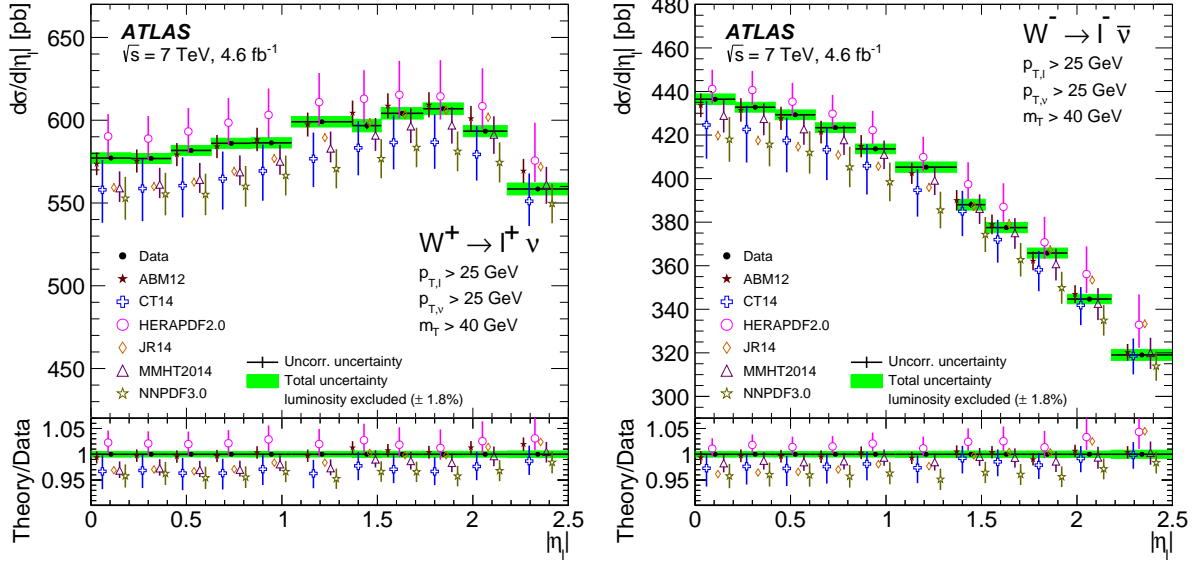 dσ/d|η_l| [pb]
650
600
550
500
450
ATLAS
√s = 7 TeV, 4.6 fb⁻¹
W⁺ → l⁺ ν
p_T,l > 25 GeV
p_T,ν > 25 GeV
m_T > 40 GeV
Data
ABM12
CT14
HERAPDF2.0
JR14
MMHT2014
NNPDF3.0
Uncorr. uncertainty
Total uncertainty
luminosity excluded (± 1.8%)
Theory/Data
1.05
1
0.95
0 0.5 1 1.5 2 2.5
|η_l|
dσ/d|η_l| [pb]
480
460
440
420
400
380
360
340
320
300
ATLAS
√s = 7 TeV, 4.6 fb⁻¹
W⁻ → l⁻ ν̅
p_T,l > 25 GeV
p_T,ν > 25 GeV
m_T > 40 GeV
Data
ABM12
CT14
HERAPDF2.0
JR14
MMHT2014
NNPDF3.0
Uncorr. uncertainty
Total uncertainty
luminosity excluded (± 1.8%)
Theory/Data
1.05
1
0.95
0 0.5 1 1.5 2 2.5
|η_l|